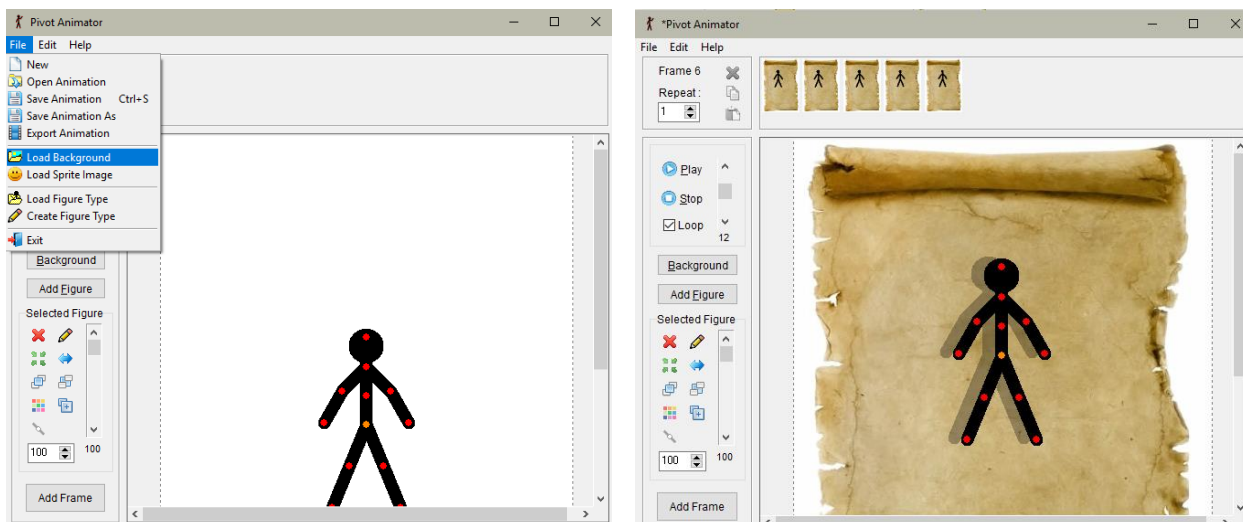 Pivot Animator
File Edit Help
New
Open Animation
Save Animation Ctrl+S
Save Animation As
Export Animation
Load Background
Load Sprite Image
Load Figure Type
Create Figure Type
Exit
Background
Add Figure
Selected Figure
100
100
Add Frame
*Pivot Animator
File Edit Help
Frame 6
Repeat :
1
Play
Stop
Loop
12
Background
Add Figure
Selected Figure
100
100
Add Frame